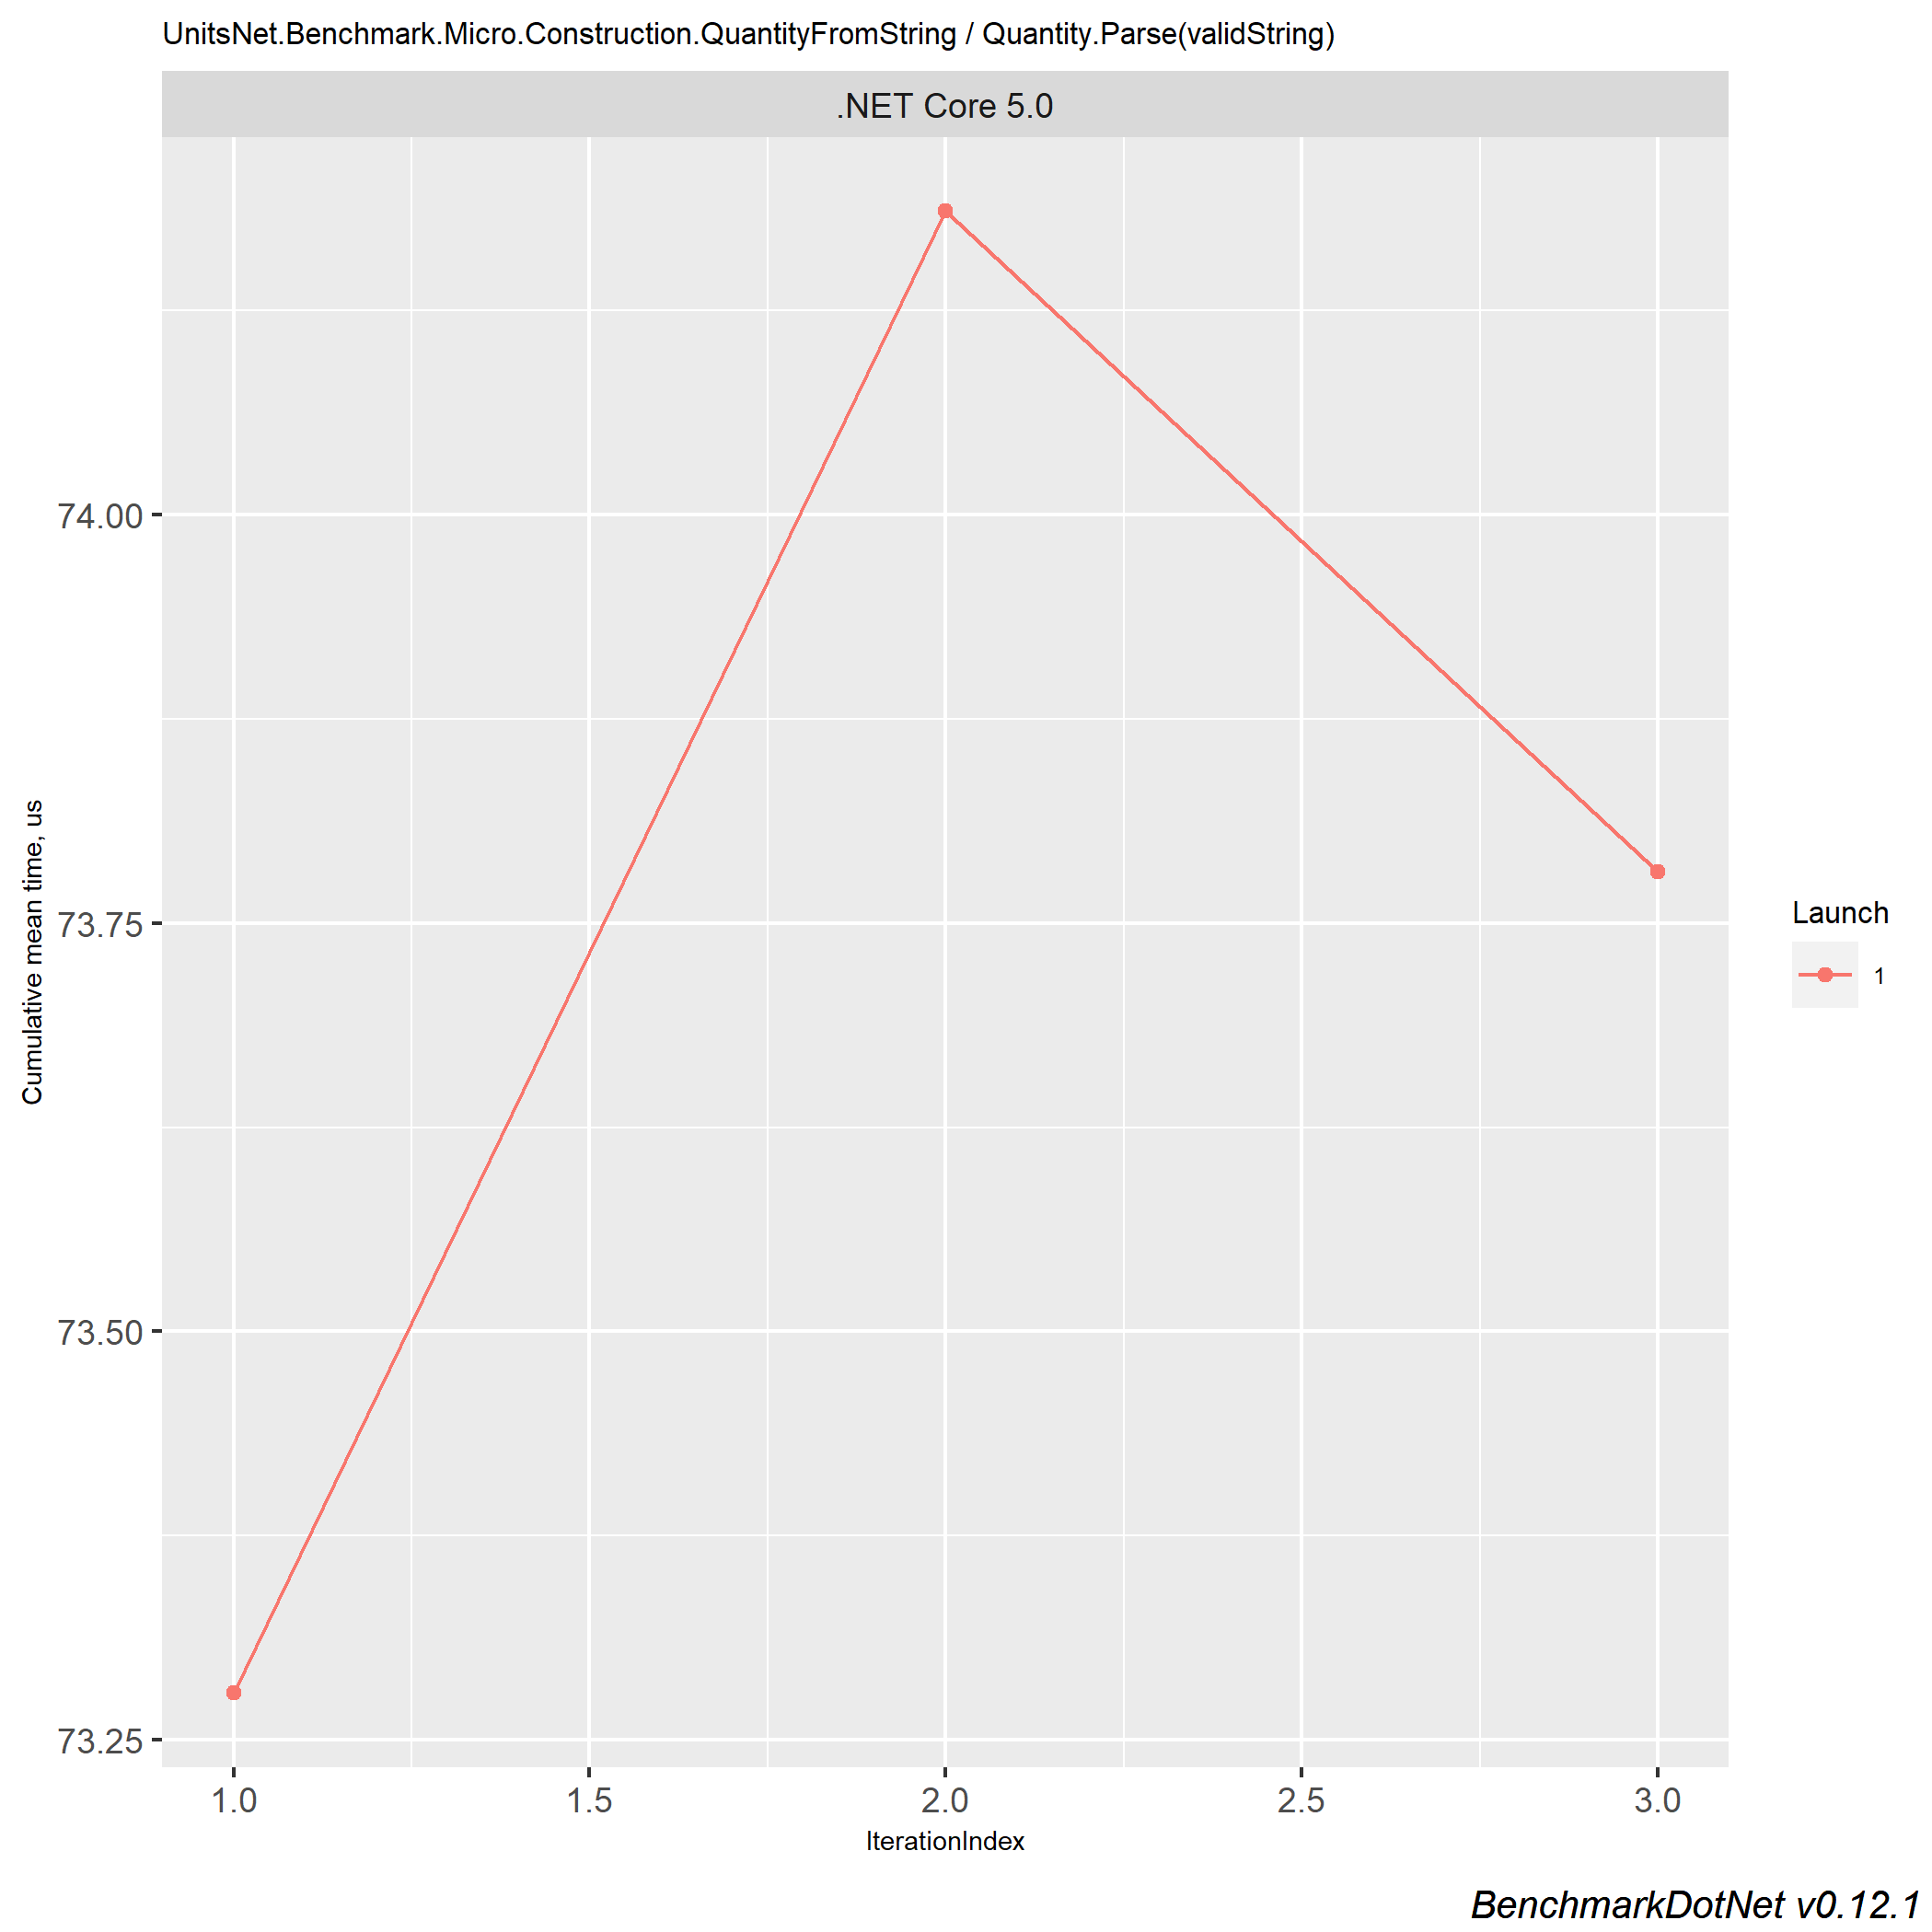 UnitsNet.Benchmark.Micro.Construction.QuantityFromString / Quantity.Parse(validString)
.NET Core 5.0
74.00
73.75
73.50
73.25
Cumulative mean time, us
1.0 1.5 2.0 2.5 3.0
IterationIndex
Launch
1
BenchmarkDotNet v0.12.1